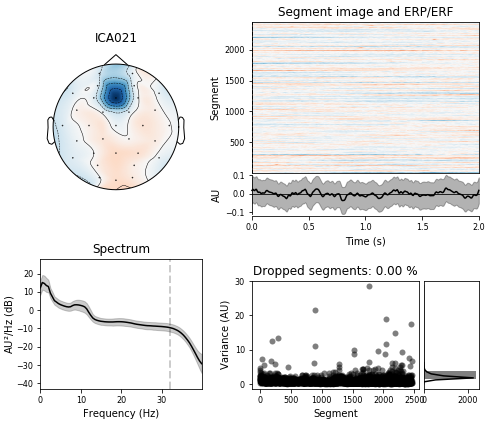 ICA021
Segment image and ERP/ERF
Segment
2000
1500
1000
500
AU
0.1
0.0
−0.1
0.0 0.5 1.0 1.5 2.0
Time (s)
Spectrum
AU²/Hz (dB)
20
10
0
−10
−20
−30
−40
0 10 20 30
Frequency (Hz)
Dropped segments: 0.00 %
Variance (AU)
30
20
10
0
0 500 1000 1500 2000 2500
Segment
0 2000